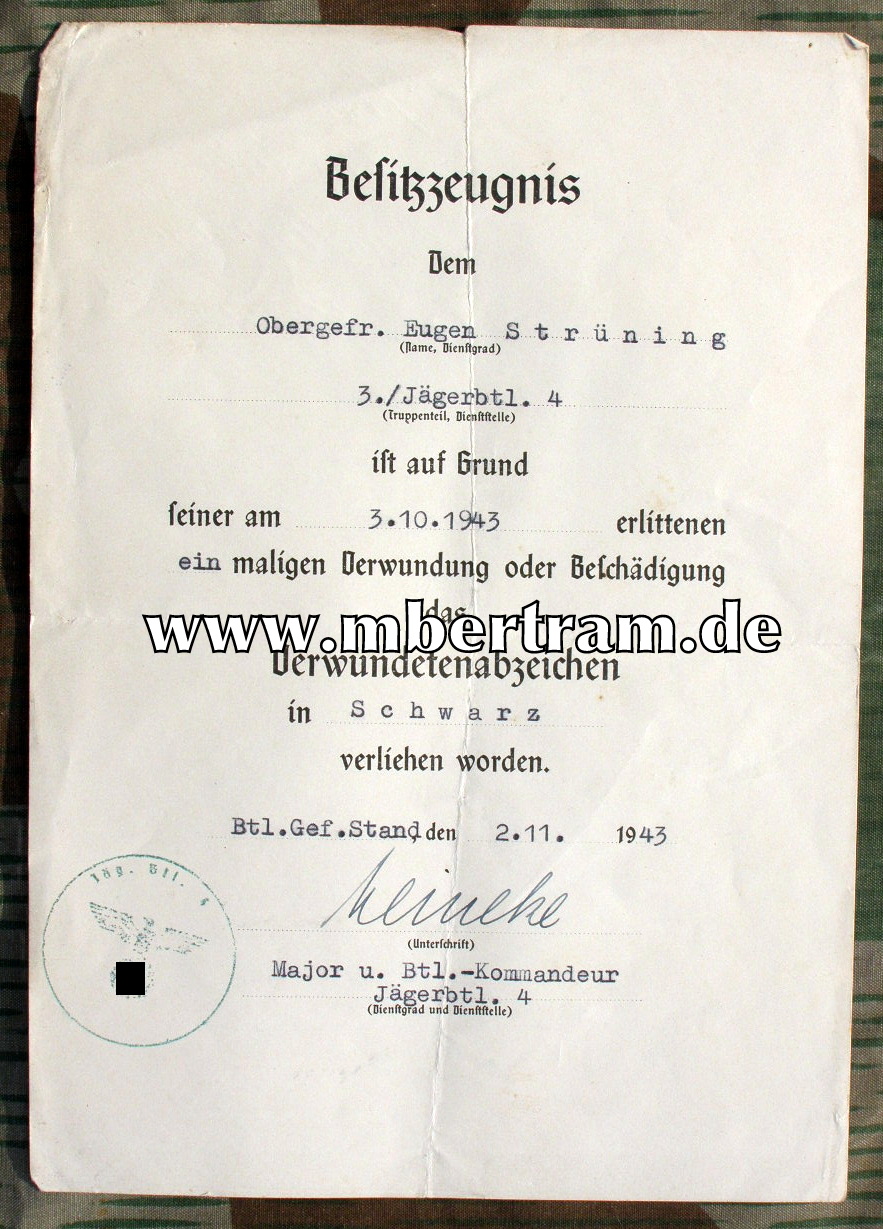 Besitzzeugnis
Dem
Obergefr. Eugen Strüning
(Name, Dienstgrad)
3./Jägerbtl. 4
(Truppenteil, Dienststelle)
ist auf Grund
seiner am 3.10.1943 erlittenen
ein maligen Verwundung oder Beschädigung
das
www.mbertram.de
Verwundetenabzeichen
in Schwarz
verliehen worden.
Btl.Gef.Stand, den 2.11. 1943
Jäg. Btl.
(Unterschrift)
Major u. Btl.-Kommandeur
Jägerbtl. 4
(Dienstgrad und Dienststelle)